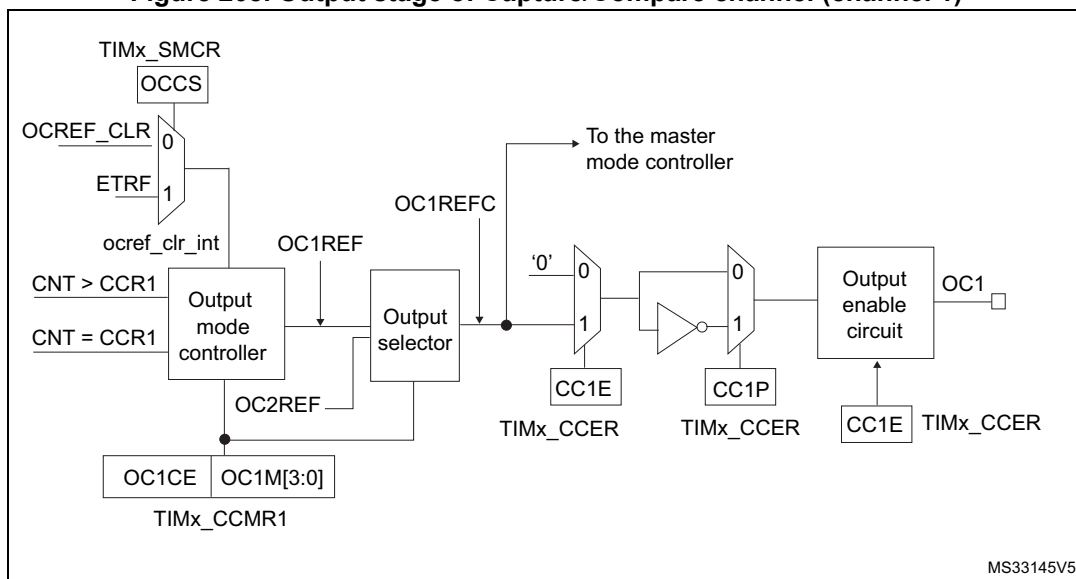 Figure 205. Output stage of Capture/Compare channel (channel 1)
TIMx_SMCR
OCCS
OCREF_CLR
0
ETRF
1
ocref_clr_int
To the master
mode controller
OC1REFC
OC1REF
CNT > CCR1
CNT = CCR1
Output
mode
controller
Output
selector
OC2REF
'0'
0
1
0
1
Output
enable
circuit
OC1
CC1E
TIMx_CCER
CC1P
TIMx_CCER
CC1E
TIMx_CCER
OC1CE
OC1M[3:0]
TIMx_CCMR1
MS33145V5